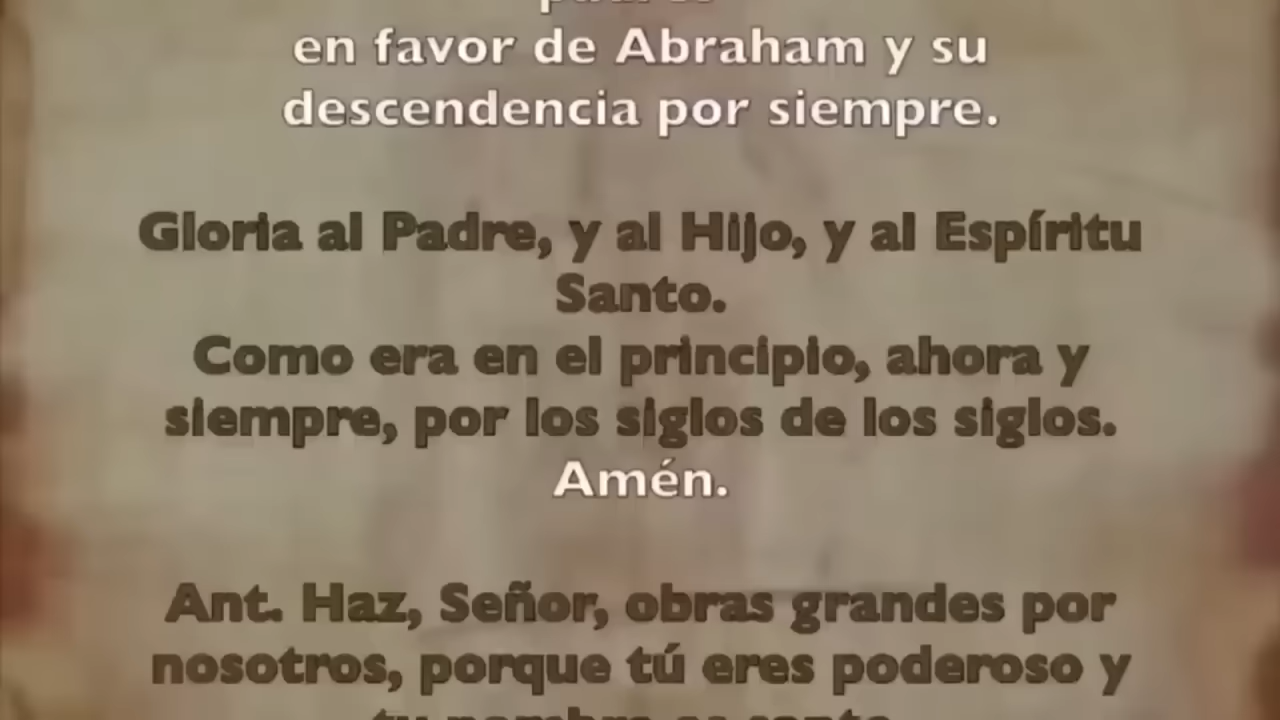 en favor de Abraham y su
descendencia por siempre.
Gloria al Padre, y al Hijo, y al Espíritu
Santo.
Como era en el principio, ahora y
siempre, por los siglos de los siglos.
Amén.
Ant. Haz, Señor, obras grandes por
nosotros, porque tú eres poderoso y